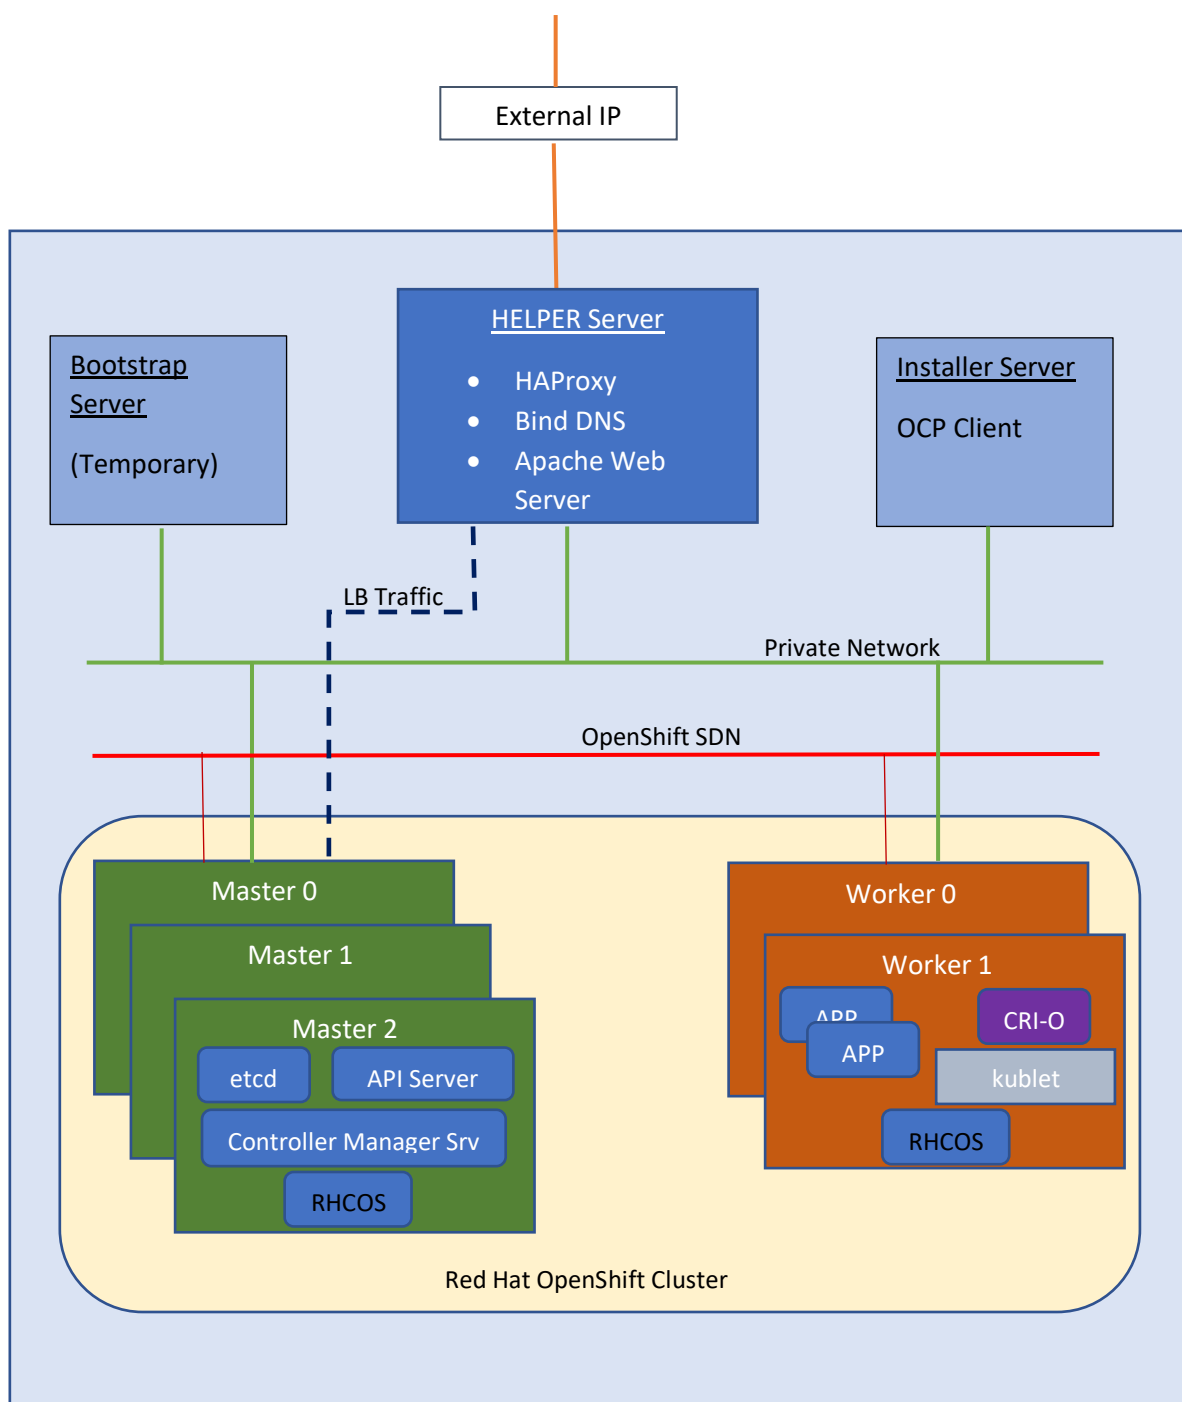 External IP
HELPER Server
HAProxy
Bind DNS
Apache Web
Server
Bootstrap
Server
(Temporary)
Installer Server
OCP Client
LB Traffic
Private Network
OpenShift SDN
Master 0
Master 1
Master 2
etcd
API Server
Controller Manager Srv
RHCOS
Worker 0
Worker 1
APP
APP
CRI-O
kublet
RHCOS
Red Hat OpenShift Cluster